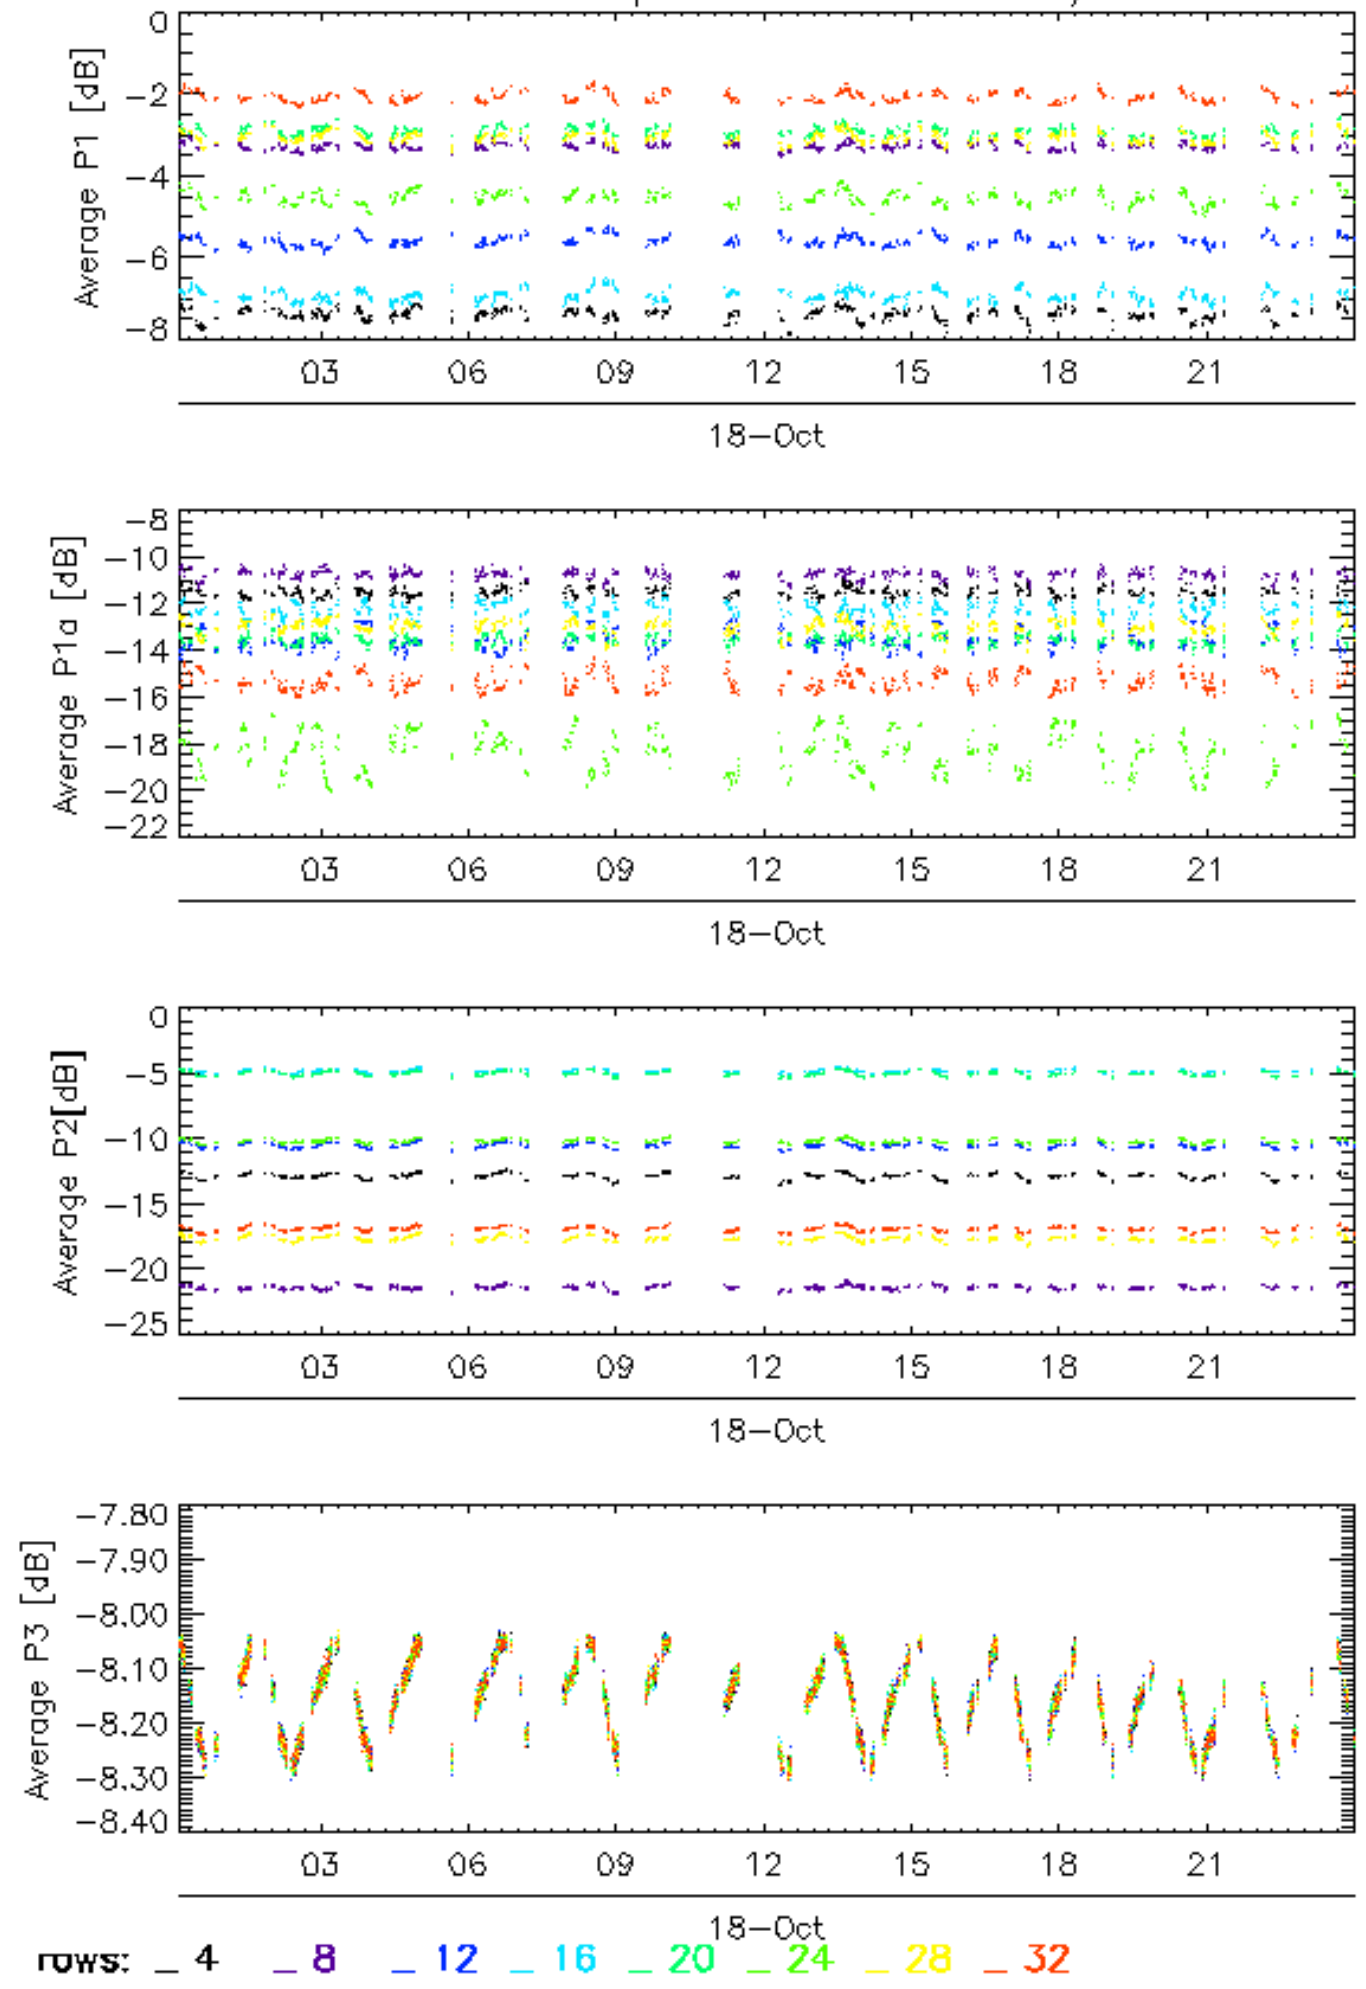 Average P1 [dB]
0
−2
−4
−6
−8
03 06 09 12 15 18 21
18−Oct
Average P1a [dB]
−8
−10
−12
−14
−16
−18
−20
−22
03 06 09 12 15 18 21
18−Oct
Average P2[dB]
0
−5
−10
−15
−20
−25
03 06 09 12 15 18 21
18−Oct
Average P3 [dB]
−7.80
−7.90
−8.00
−8.10
−8.20
−8.30
−8.40
03 06 09 12 15 18 21
18−Oct
rows: _ 4 _ 8 _ 12 _ 16 _ 20 _ 24 _ 28 _ 32